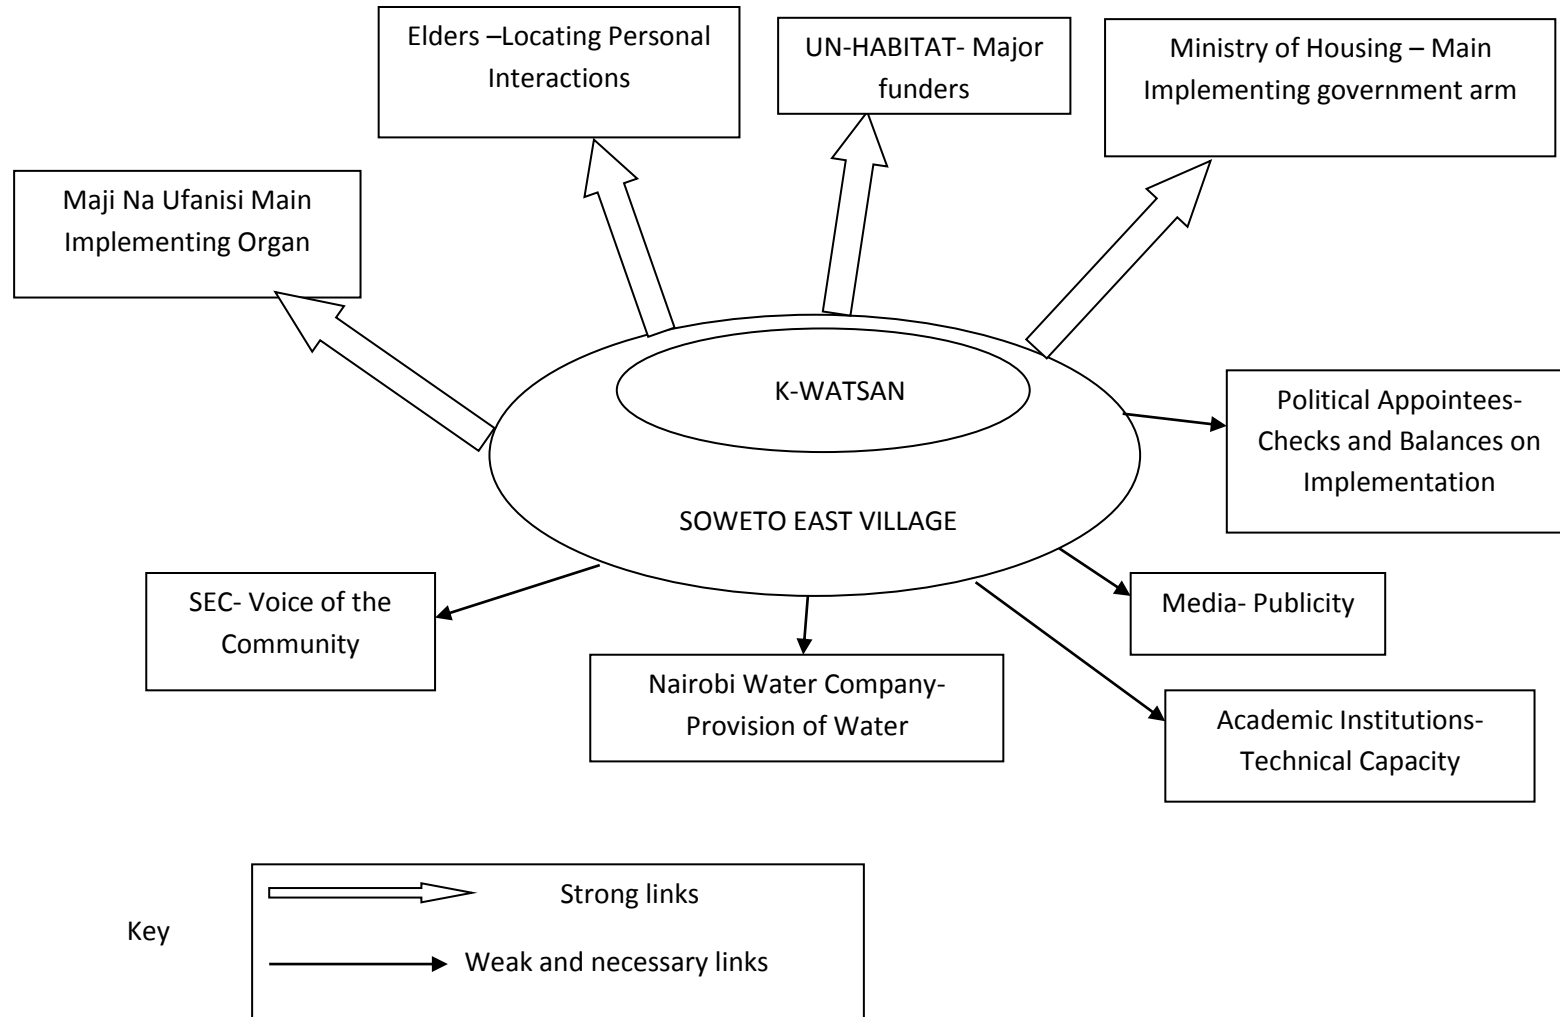 Elders –Locating Personal
Interactions
UN-HABITAT- Major
funders
Ministry of Housing – Main
Implementing government arm
Maji Na Ufanisi Main
Implementing Organ
K-WATSAN
SOWETO EAST VILLAGE
Political Appointees-
Checks and Balances on
Implementation
SEC- Voice of the
Community
Nairobi Water Company-
Provision of Water
Media- Publicity
Academic Institutions-
Technical Capacity
Key
Strong links
Weak and necessary links